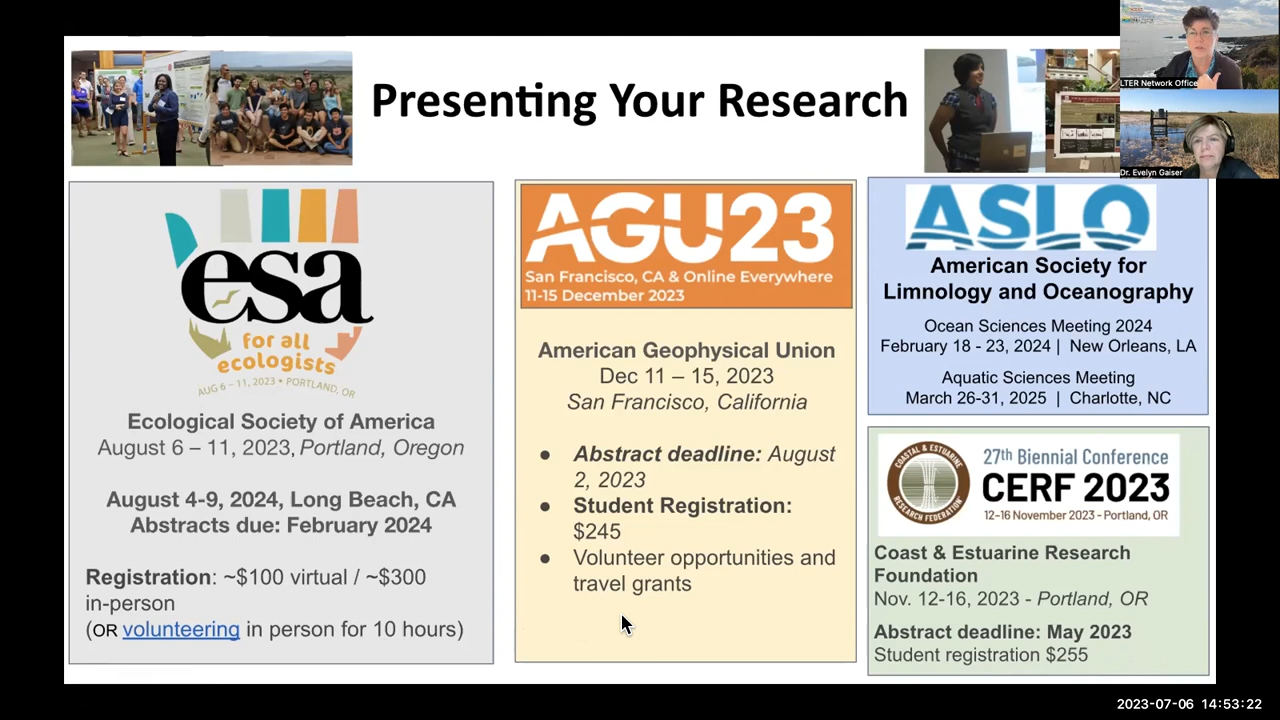 Presenting Your Research
LTER Network Office
Dr. Evelyn Gaiser
esa
for all
ecologists
AUG 6 – 11, 2023 • PORTLAND, OR
Ecological Society of America
August 6 – 11, 2023, Portland, Oregon
August 4-9, 2024, Long Beach, CA
Abstracts due: February 2024
Registration: ~$100 virtual / ~$300
in-person
(OR volunteering in person for 10 hours)
AGU23
San Francisco, CA & Online Everywhere
11-15 December 2023
American Geophysical Union
Dec 11 – 15, 2023
San Francisco, California
● Abstract deadline: August
2, 2023
● Student Registration:
$245
● Volunteer opportunities and
travel grants
ASLO
American Society for
Limnology and Oceanography
Ocean Sciences Meeting 2024
February 18 - 23, 2024 | New Orleans, LA
Aquatic Sciences Meeting
March 26-31, 2025 | Charlotte, NC
COASTAL & ESTUARINE
RESEARCH FEDERATION
27th Biennial Conference
CERF 2023
12-16 November 2023 - Portland, OR
Coast & Estuarine Research
Foundation
Nov. 12-16, 2023 - Portland, OR
Abstract deadline: May 2023
Student registration $255
2023-07-06 14:53:22